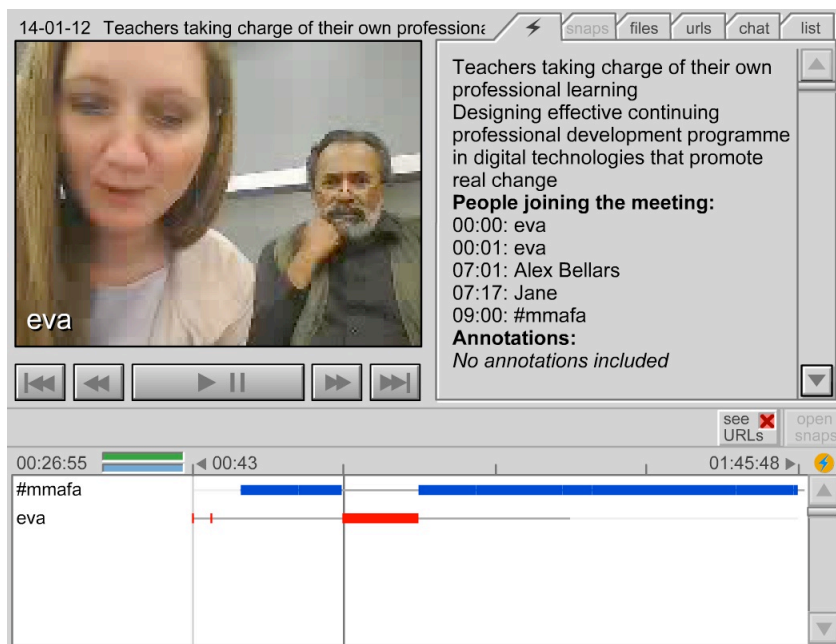 14-01-12 Teachers taking charge of their own professiona
snaps
files
urls
chat
list
eva
Teachers taking charge of their own
professional learning
Designing effective continuing
professional development programme
in digital technologies that promote
real change
People joining the meeting:
00:00: eva
00:01: eva
07:01: Alex Bellars
07:17: Jane
09:00: #mmafa
Annotations:
No annotations included
see
URLs
open
snaps
00:26:55
00:43
01:45:48
#mmafa
eva